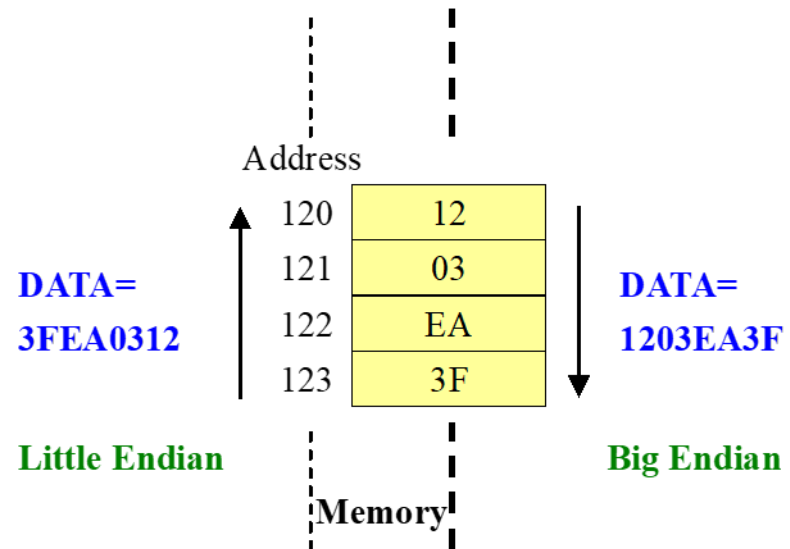 Address
120 12
121 03
122 EA
123 3F
DATA=
3FEA0312
DATA=
1203EA3F
Little Endian
Big Endian
Memory